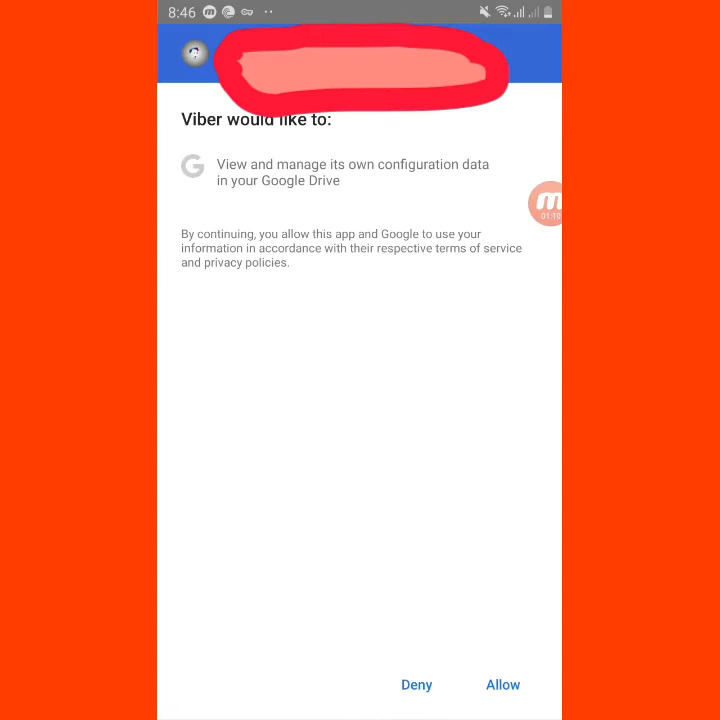 8:46
Viber would like to:
G View and manage its own configuration data
in your Google Drive
m
01:10
By continuing, you allow this app and Google to use your
information in accordance with their respective terms of service
and privacy policies.
Deny Allow